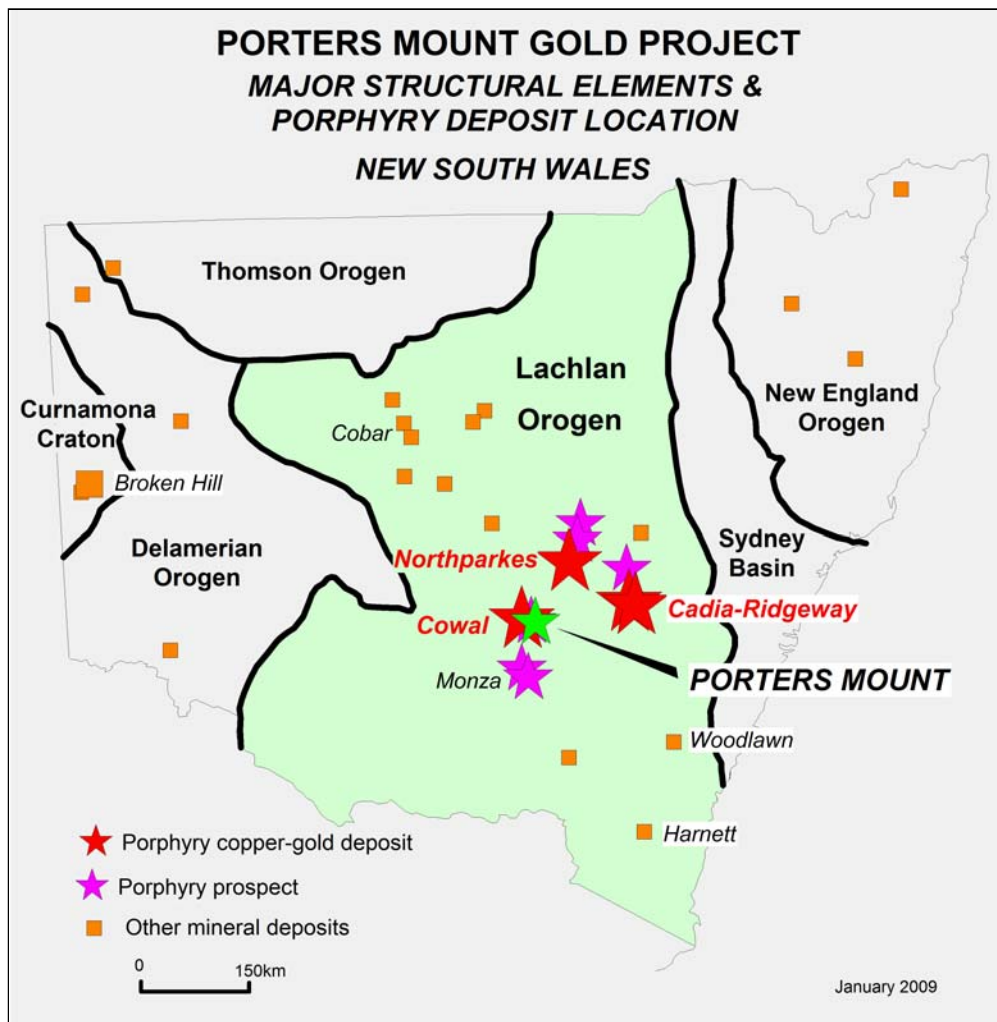 PORTERS MOUNT GOLD PROJECT
MAJOR STRUCTURAL ELEMENTS &
PORPHYRY DEPOSIT LOCATION
NEW SOUTH WALES
Thomson Orogen
Lachlan
Orogen
New England
Orogen
Curnamona
Craton
Cobar
Broken Hill
Delamerian
Orogen
Sydney
Basin
Northparkes
Cadia-Ridgeway
Cowal
Monza
PORTERS MOUNT
Woodlawn
Harnett
Porphyry copper-gold deposit
Porphyry prospect
Other mineral deposits
0
150km
January 2009